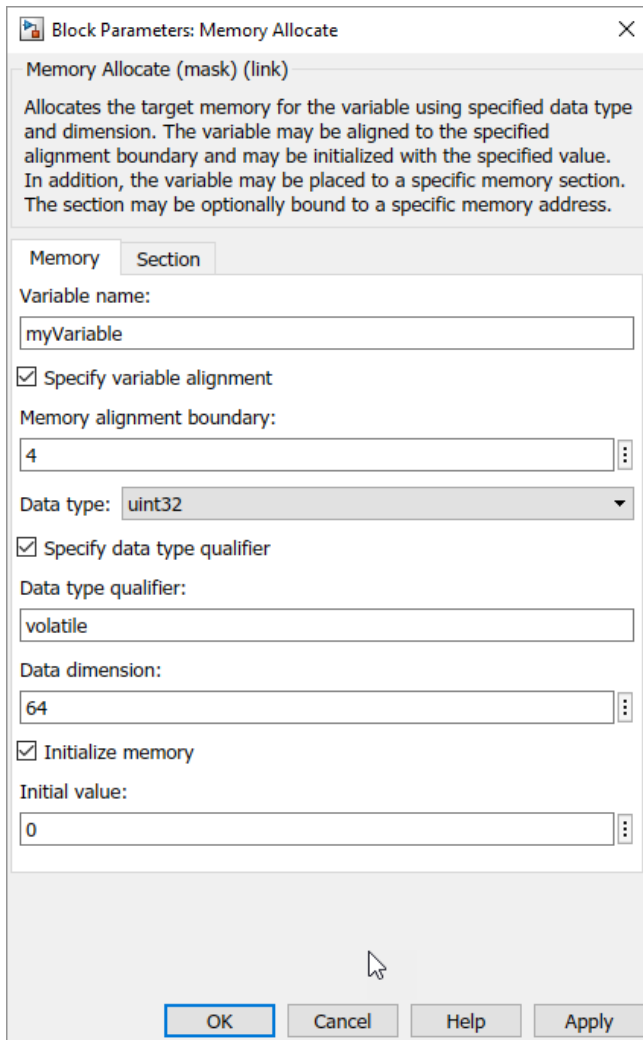 Block Parameters: Memory Allocate
Memory Allocate (mask) (link)
Allocates the target memory for the variable using specified data type
and dimension. The variable may be aligned to the specified
alignment boundary and may be initialized with the specified value.
In addition, the variable may be placed to a specific memory section.
The section may be optionally bound to a specific memory address.
Memory Section
Variable name:
myVariable
Specify variable alignment
Memory alignment boundary:
4
Data type: uint32
Specify data type qualifier
Data type qualifier:
volatile
Data dimension:
64
Initialize memory
Initial value:
0
OK Cancel Help Apply